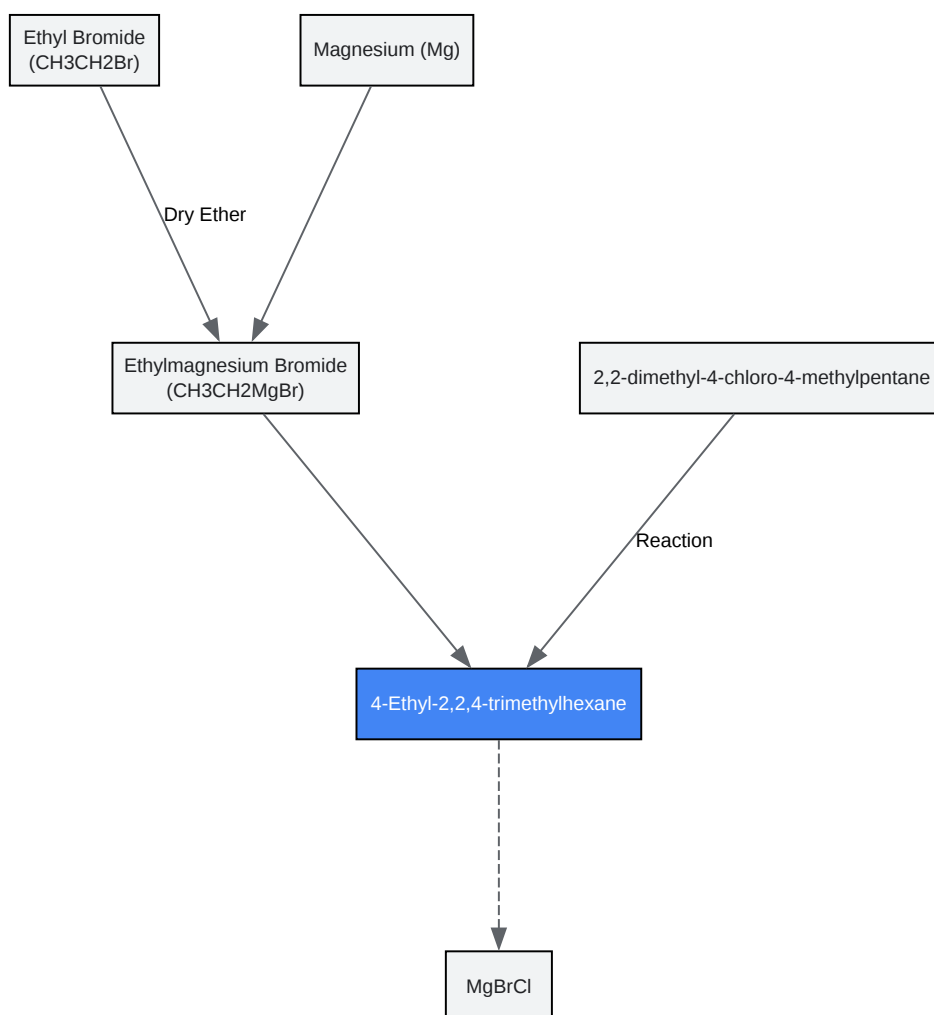 Ethyl Bromide
(CH3CH2Br)
Magnesium (Mg)
Dry Ether
Ethylmagnesium Bromide
(CH3CH2MgBr)
2,2-dimethyl-4-chloro-4-methylpentane
Reaction
4-Ethyl-2,2,4-trimethylhexane
MgBrCl